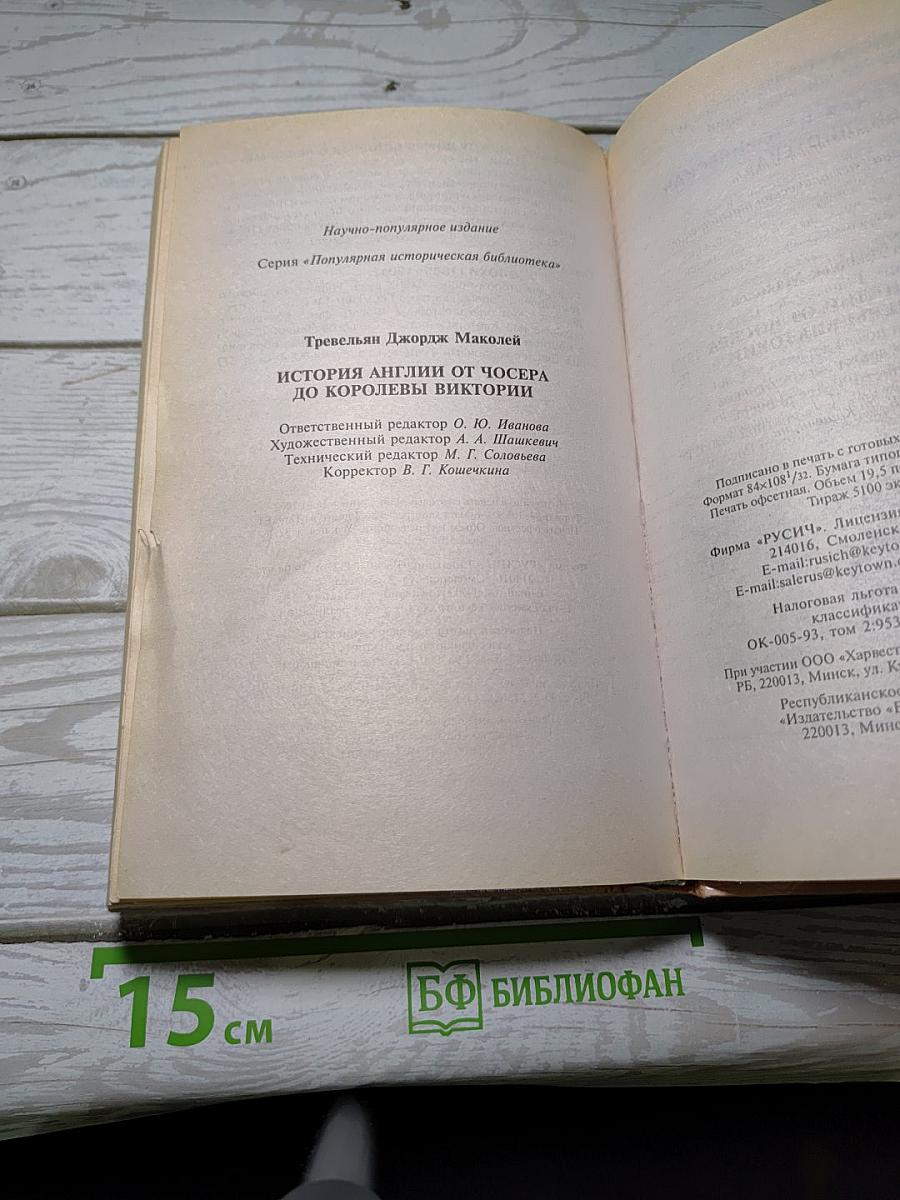 Научно-популярное издание
Серия «Популярная историческая библиотека»
Тревельян Джордж Маколей
ИСТОРИЯ АНГЛИИ ОТ ЧОСЕРА
ДО КОРОЛЕВЫ ВИКТОРИИ
Ответственный редактор О. Ю. Иванова
Художественный редактор А. А. Шашкевич
Технический редактор М. Г. Соловьева
Корректор В. Г. Кошечкина
Подписано в печать с готовых
Формат 84×108¹/32. Бумага типог
Печать офсетная. Объем 19,5 п
Тираж 5100 эк
Фирма «РУСИЧ». Лицензия
214016, Смоленск
E-mail:rusich@keyto
E-mail:salerus@keytown.
Налоговая льгота
классифика
ОК-005-93, том 2:953
При участии ООО «Харвест
РБ, 220013, Минск, ул. К
Республиканско
«Издательство «
220013, Минс
15 см
БФ БИБЛИОФАН